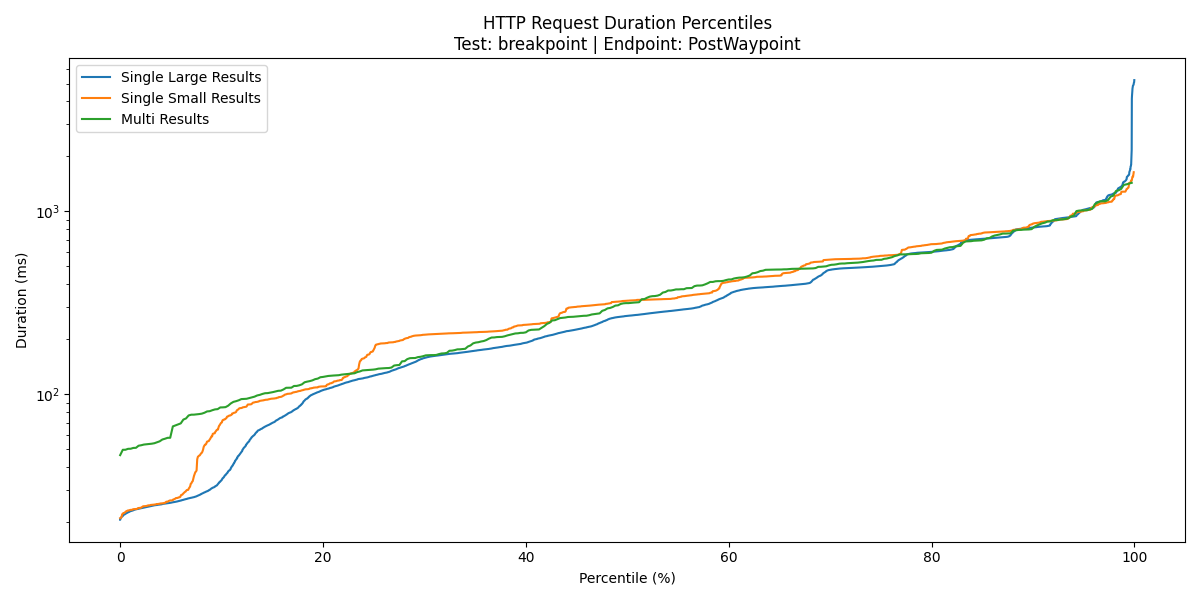 HTTP Request Duration Percentiles
Test: breakpoint | Endpoint: PostWaypoint
Single Large Results
Single Small Results
Multi Results
Duration (ms)
10³
10²
0 20 40 60 80 100
Percentile (%)